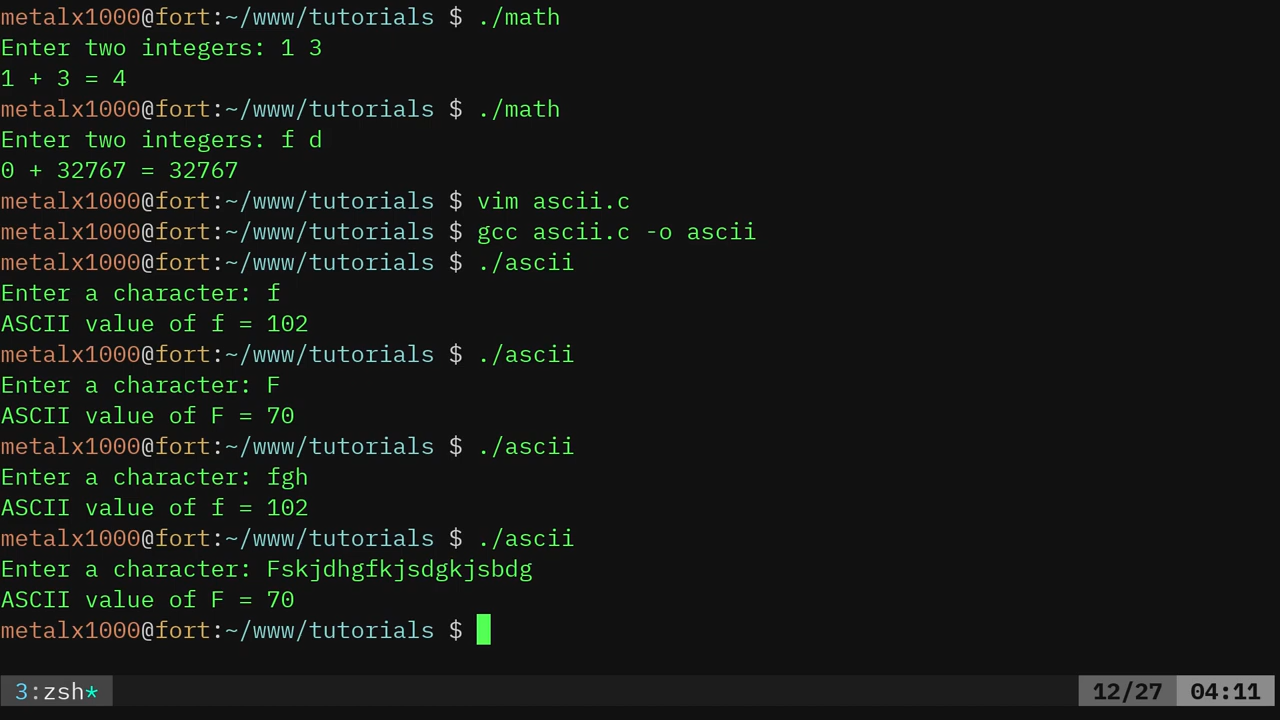 metalx1000@fort:~/www/tutorials $ ./math
Enter two integers: 1 3
1 + 3 = 4
metalx1000@fort:~/www/tutorials $ ./math
Enter two integers: f d
0 + 32767 = 32767
metalx1000@fort:~/www/tutorials $ vim ascii.c
metalx1000@fort:~/www/tutorials $ gcc ascii.c -o ascii
metalx1000@fort:~/www/tutorials $ ./ascii
Enter a character: f
ASCII value of f = 102
metalx1000@fort:~/www/tutorials $ ./ascii
Enter a character: F
ASCII value of F = 70
metalx1000@fort:~/www/tutorials $ ./ascii
Enter a character: fgh
ASCII value of f = 102
metalx1000@fort:~/www/tutorials $ ./ascii
Enter a character: Fskjdhgfkjsdgkjsbdg
ASCII value of F = 70
metalx1000@fort:~/www/tutorials $
3:zsh* 12/27 04:11